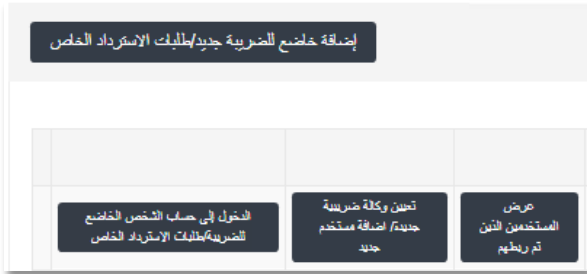 إضافة خاضع للضريبة جديد/طلبات الاسترداد الخاص
عرض
المستخدمين الذين
تم ربطهم
تعيين وكالة ضريبية
جديدة/ اضافة مستخدم
جديد
الدخول إلى حساب الشخص الخاضع
للضريبة/طلبات الاسترداد الخاص